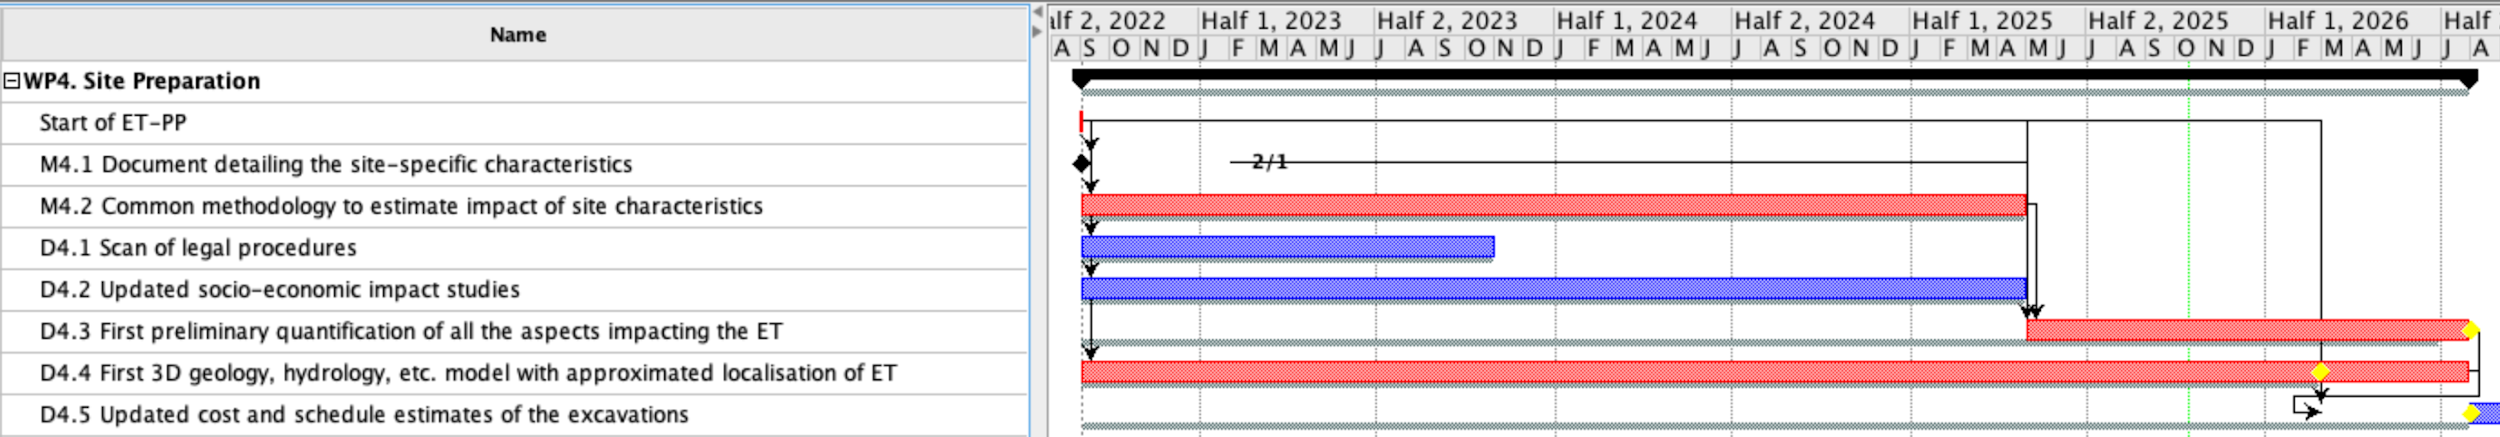 Name
alf 2, 2022 Half 1, 2023 Half 2, 2023 Half 1, 2024 Half 2, 2024 Half 1, 2025 Half 2, 2025 Half 1, 2026 Half
A S O N D J F M A M J J A S O N D J F M A M J J A S O N D J F M A M J J A S O N D J F M A M J J A
WP4. Site Preparation
Start of ET-PP
M4.1 Document detailing the site-specific characteristics 2/1
M4.2 Common methodology to estimate impact of site characteristics
D4.1 Scan of legal procedures
D4.2 Updated socio-economic impact studies
D4.3 First preliminary quantification of all the aspects impacting the ET
D4.4 First 3D geology, hydrology, etc. model with approximated localisation of ET
D4.5 Updated cost and schedule estimates of the excavations